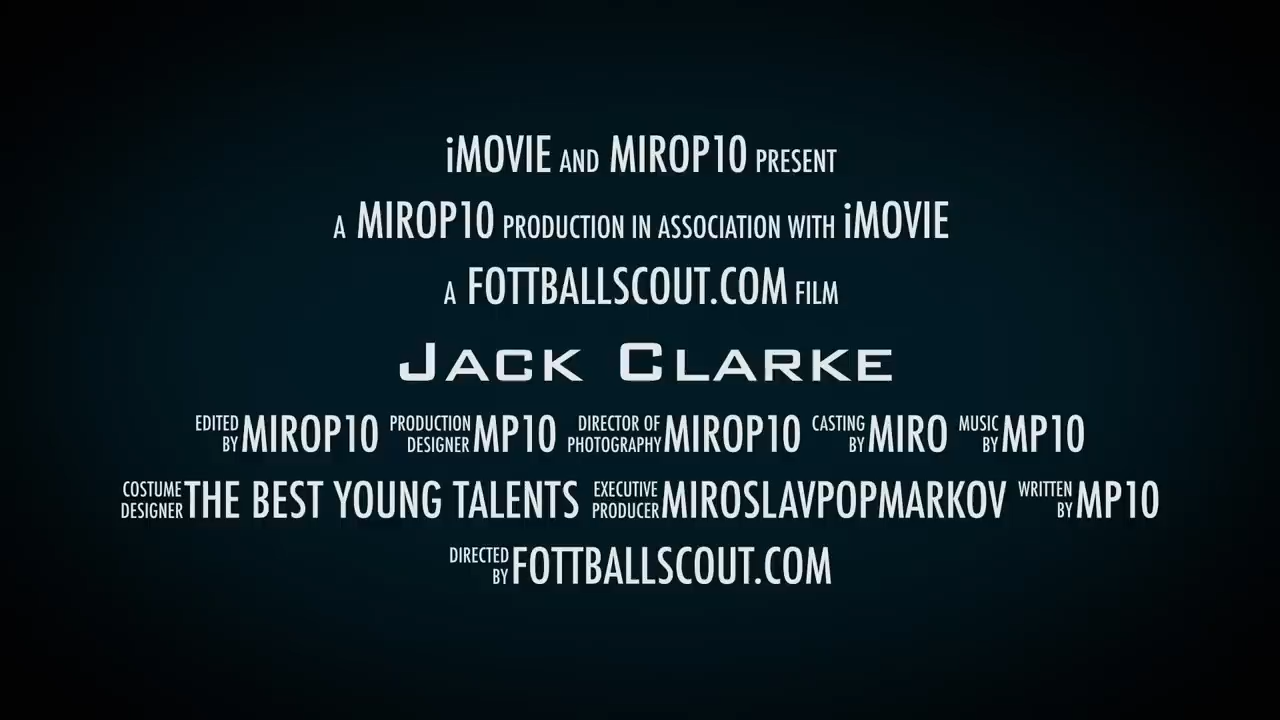 iMOVIE AND MIROP10 PRESENT
A MIROP10 PRODUCTION IN ASSOCIATION WITH iMOVIE
A FOTTBALLSCOUT.COM FILM
JACK CLARKE
EDITED BY MIROP10 PRODUCTION DESIGNER MP10 DIRECTOR OF PHOTOGRAPHY MIROP10 CASTING BY MIRO MUSIC BY MP10
COSTUME DESIGNER THE BEST YOUNG TALENTS EXECUTIVE PRODUCER MIROSLAVPOPMARKOV WRITTEN BY MP10
DIRECTED BY FOTTBALLSCOUT.COM